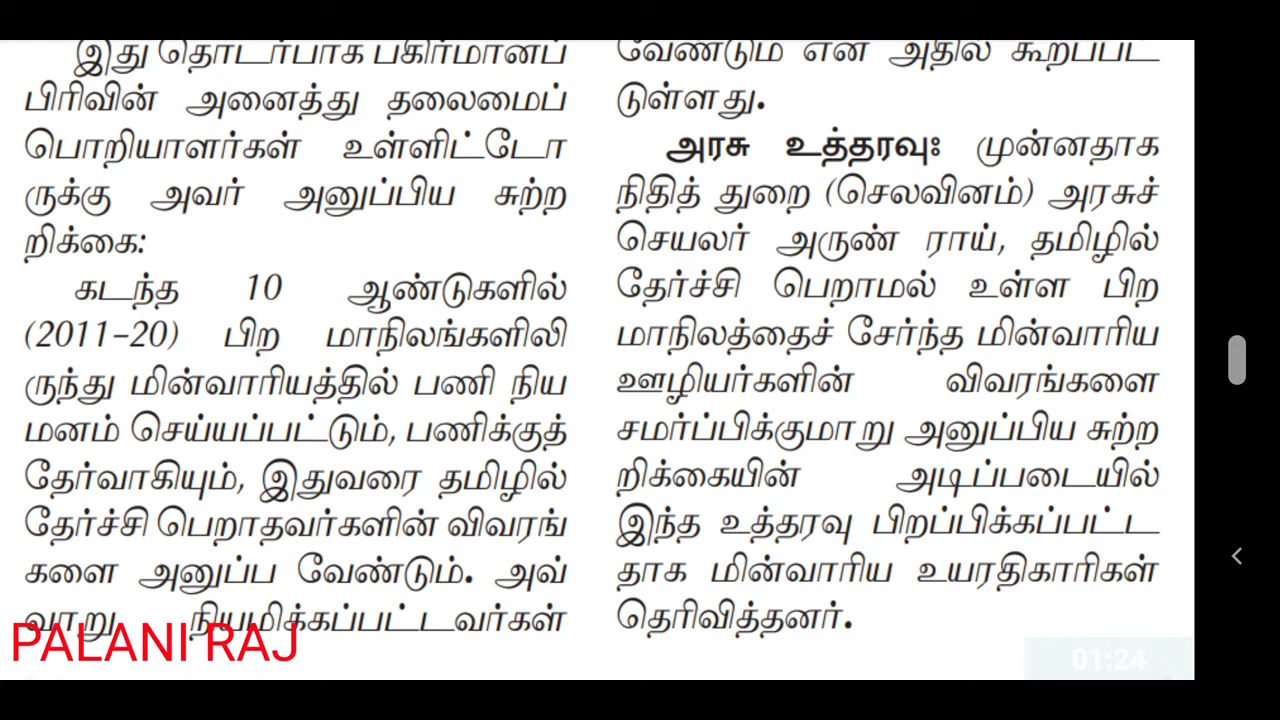 இது தொடர்பாக பகிர்மானப்
பிரிவின் அனைத்து தலைமைப்
பொறியாளர்கள் உள்ளிட்டோ
ருக்கு அவர் அனுப்பிய சுற்ற
றிக்கை:
கடந்த 10 ஆண்டுகளில்
(2011-20) பிற மாநிலங்களிலி
ருந்து மின்வாரியத்தில் பணி நிய
மனம் செய்யப்பட்டும், பணிக்குத்
தேர்வாகியும், இதுவரை தமிழில்
தேர்ச்சி பெறாதவர்களின் விவரங்
களை அனுப்ப வேண்டும். அவ்
வாறு நியமிக்கப்பட்டவர்கள்
வேண்டும் என அதில் கூறப்பட்
டுள்ளது.
அரசு உத்தரவு: முன்னதாக
நிதித் துறை (செலவினம்) அரசுச்
செயலர் அருண் ராய், தமிழில்
தேர்ச்சி பெறாமல் உள்ள பிற
மாநிலத்தைச் சேர்ந்த மின்வாரிய
ஊழியர்களின் விவரங்களை
சமர்ப்பிக்குமாறு அனுப்பிய சுற்ற
றிக்கையின் அடிப்படையில்
இந்த உத்தரவு பிறப்பிக்கப்பட்ட
தாக மின்வாரிய உயரதிகாரிகள்
தெரிவித்தனர்.
PALANI RAJ
01:24